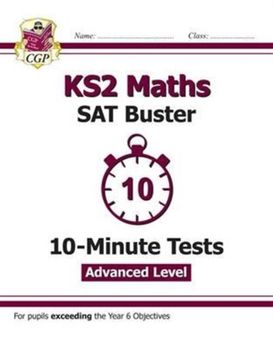 Name: ........................ Class: ................
CGP
KS2 Maths
SAT Buster
10
10-Minute Tests
Advanced Level
For pupils exceeding the Year 6 Objectives